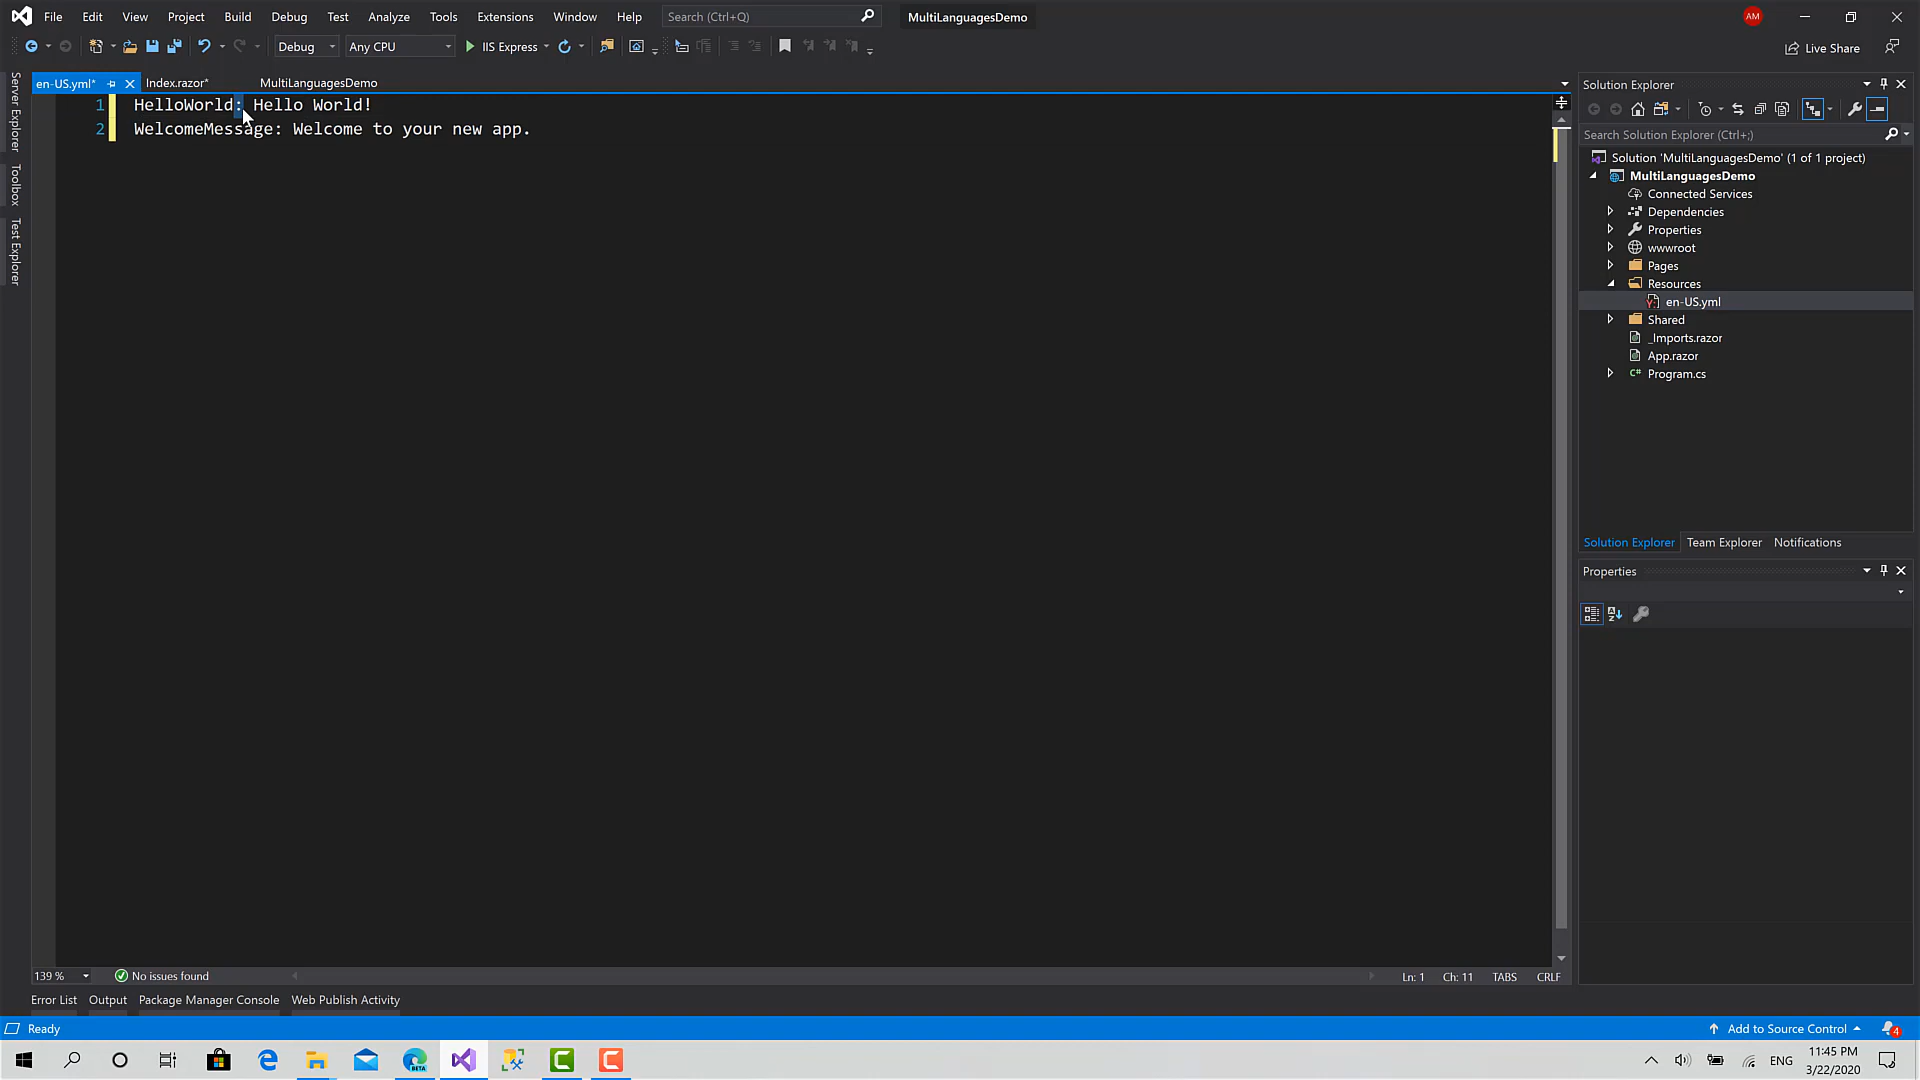 File Edit View Project Build Debug Test Analyze Tools Extensions Window Help Search (Ctrl+Q) MultiLanguagesDemo AM
Debug Any CPU IIS Express Live Share
Server Explorer
Toolbox
Test Explorer
en-US.yml* Index.razor* MultiLanguagesDemo
1 HelloWorld: Hello World!
2 WelcomeMessage: Welcome to your new app.
Solution Explorer
Search Solution Explorer (Ctrl+;)
Solution 'MultiLanguagesDemo' (1 of 1 project)
MultiLanguagesDemo
Connected Services
Dependencies
Properties
wwwroot
Pages
Resources
en-US.yml
Shared
_Imports.razor
App.razor
C# Program.cs
Solution Explorer Team Explorer Notifications
Properties
139 % No issues found Ln: 1 Ch: 11 TABS CRLF
Error List Output Package Manager Console Web Publish Activity
Ready Add to Source Control 4
BETA
ENG 11:45 PM
3/22/2020